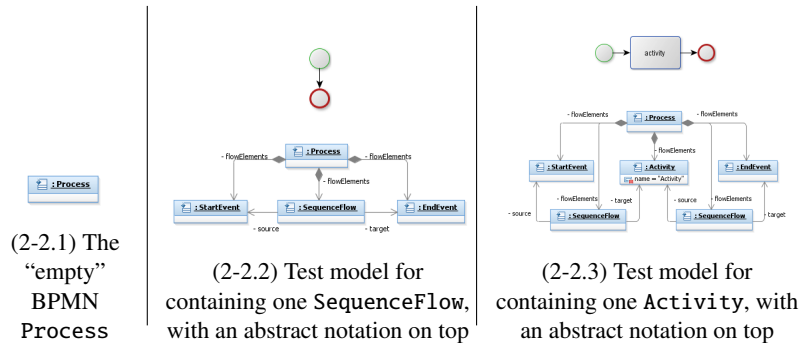 : Process
(2-2.1) The
“empty”
BPMN
Process
- flowElements
: Process
- flowElements
- flowElements
: StartEvent
: SequenceFlow
: EndEvent
- source
- target
(2-2.2) Test model for
containing one SequenceFlow,
with an abstract notation on top
activity
- flowElements
: Process
- flowElements
- flowElements
: StartEvent
: Activity
: EndEvent
name = "Activity"
- flowElements
- flowElements
- source
- target
- source
- target
: SequenceFlow
: SequenceFlow
(2-2.3) Test model for
containing one Activity, with
an abstract notation on top